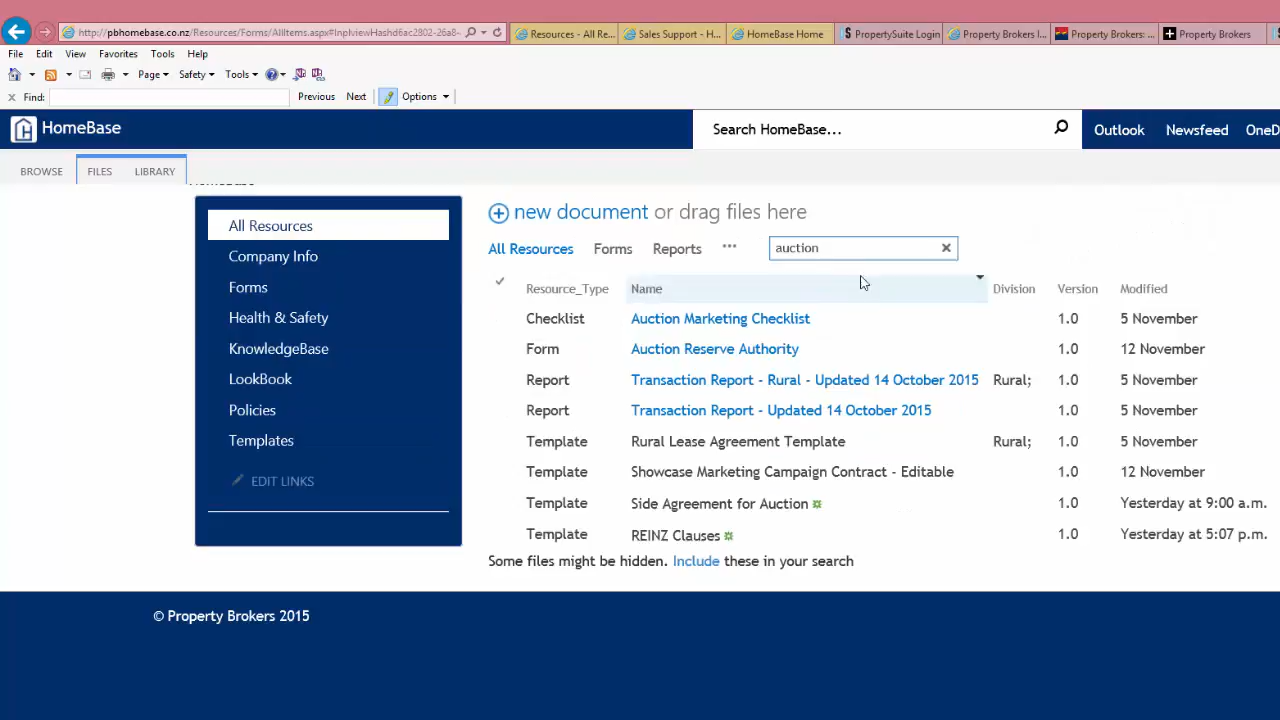 http://pbhomebase.co.nz/Resources/Forms/AllItems.aspx#InplviewHashd6ac2802-26a8- Resources - All Re... Sales Support - H... HomeBase Home PropertySuite Login Property Brokers I... Property Brokers: ... Property Brokers
File Edit View Favorites Tools Help
Page Safety Tools
Find: Previous Next Options
HomeBase Search HomeBase... Outlook Newsfeed OneD
BROWSE FILES LIBRARY
HomeBase
All Resources
Company Info
Forms
Health & Safety
KnowledgeBase
LookBook
Policies
Templates
EDIT LINKS
new document or drag files here
All Resources Forms Reports ... auction
Resource_Type Name Division Version Modified
Checklist Auction Marketing Checklist 1.0 5 November
Form Auction Reserve Authority 1.0 12 November
Report Transaction Report - Rural - Updated 14 October 2015 Rural; 1.0 5 November
Report Transaction Report - Updated 14 October 2015 1.0 5 November
Template Rural Lease Agreement Template Rural; 1.0 5 November
Template Showcase Marketing Campaign Contract - Editable 1.0 12 November
Template Side Agreement for Auction 1.0 Yesterday at 9:00 a.m.
Template REINZ Clauses 1.0 Yesterday at 5:07 p.m.
Some files might be hidden. Include these in your search
© Property Brokers 2015